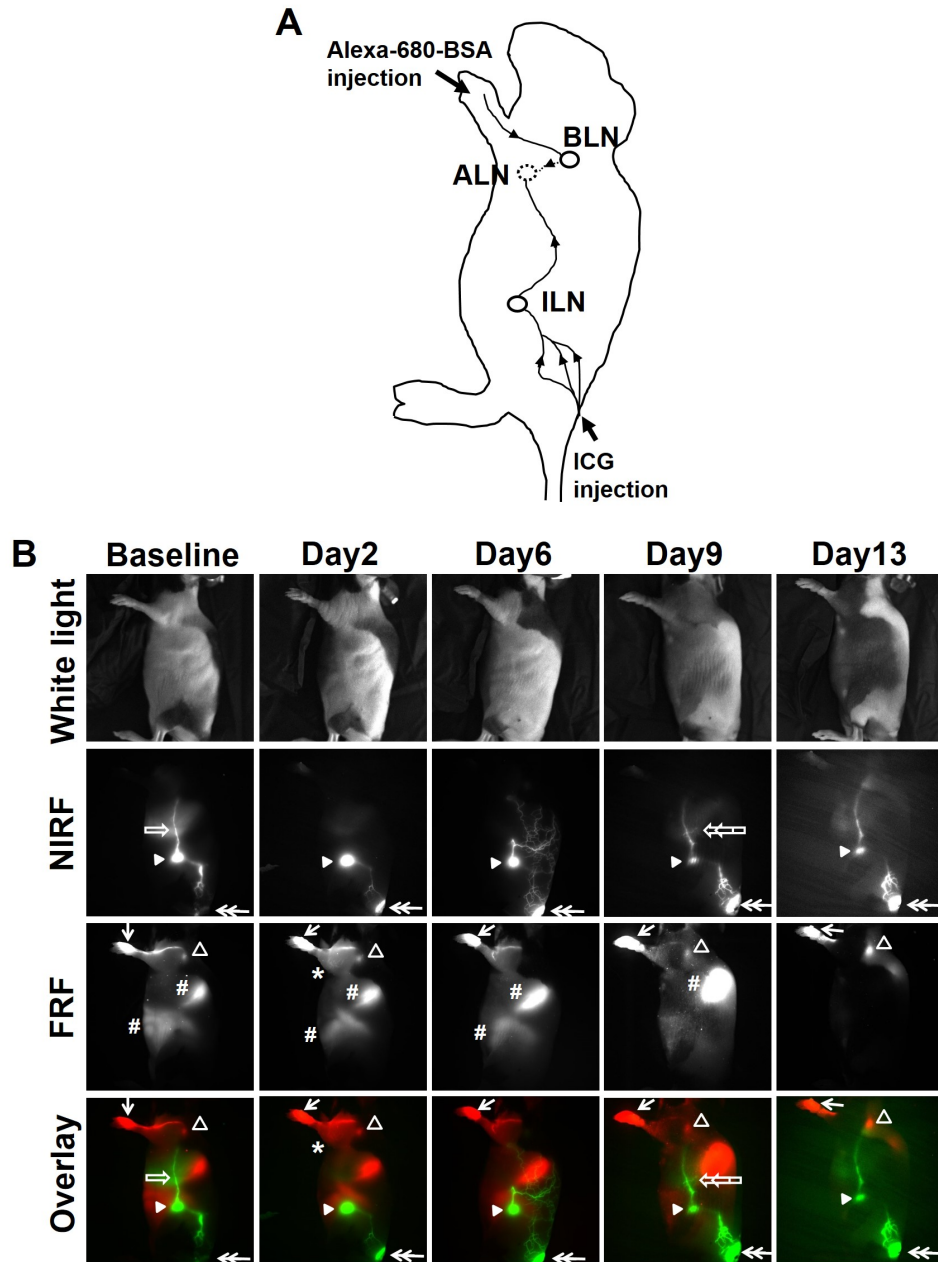 A
Alexa-680-BSA
injection
BLN
ALN
ILN
ICG
injection
B
Baseline Day2 Day6 Day9 Day13
White light
NIRF
FRF
* #
# # # #
# # #
Overlay
*